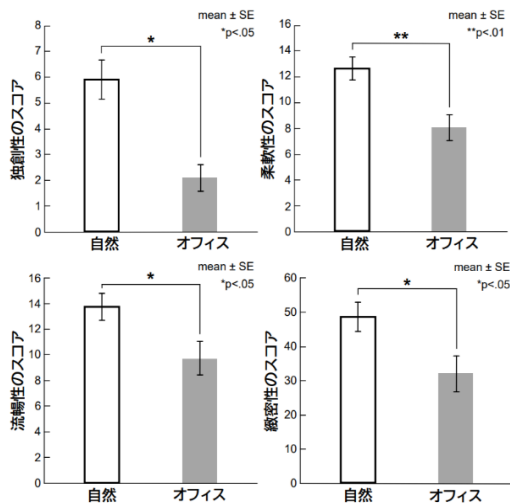 mean ± SE
*p<.05
*
独創性のスコア
8
7
6
5
4
3
2
1
0
自然
オフィス
mean ± SE
**p<.01
**
柔軟性のスコア
16
14
12
10
8
6
4
2
0
自然
オフィス
mean ± SE
*p<.05
*
流暢性のスコア
16
14
12
10
8
6
4
2
0
自然
オフィス
mean ± SE
*p<.05
*
緻密性のスコア
60
50
40
30
20
10
0
自然
オフィス